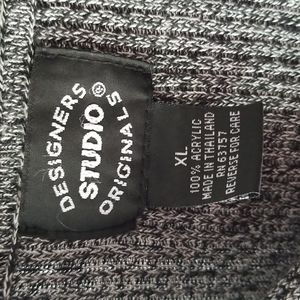 DESIGNERS
STUDIO®
ORIGINALS
XL
100% ACRYLIC
MADE IN THAILAND
RN 63757
REVERSE FOR CARE